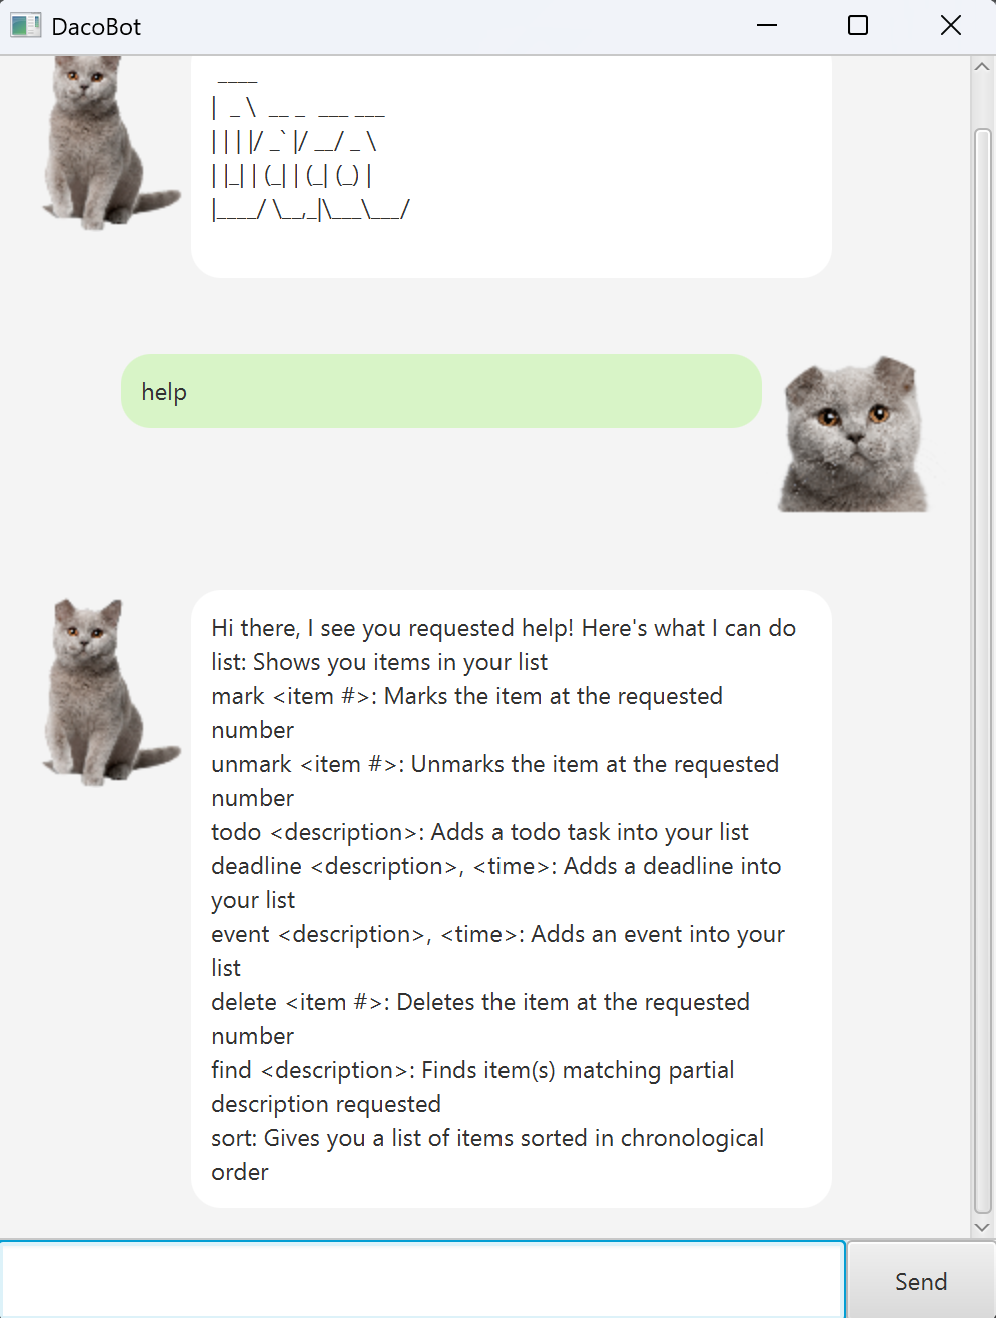 DacoBot
 ____
|  _ \  __ _  ___ ___
| | | |/ _` |/ __/ _ \
| |_| | (_| | (_| (_) |
|____/ \__,_|\___\___/
help
Hi there, I see you requested help! Here's what I can do
list: Shows you items in your list
mark <item #>: Marks the item at the requested
number
unmark <item #>: Unmarks the item at the requested
number
todo <description>: Adds a todo task into your list
deadline <description>, <time>: Adds a deadline into
your list
event <description>, <time>: Adds an event into your
list
delete <item #>: Deletes the item at the requested
number
find <description>: Finds item(s) matching partial
description requested
sort: Gives you a list of items sorted in chronological
order
Send